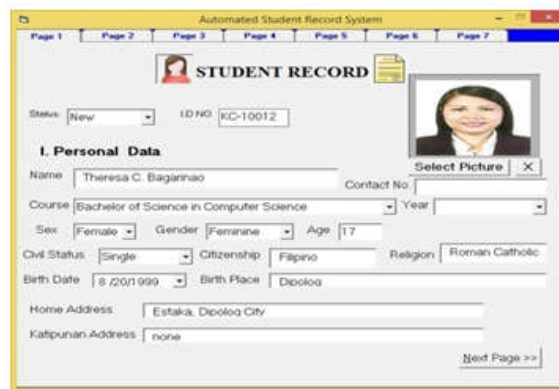 Automated Student Record System
Page 1 Page 2 Page 3 Page 4 Page 5 Page 6 Page 7
STUDENT RECORD
Status: New I.D NO. KC-10012
I. Personal Data
Select Picture X
Name Theresa C. Bagarinao
Contact No.
Course Bachelor of Science in Computer Science Year
Sex Female Gender Feminine Age 17
Civil Status Single Citizenship Filipino Religion Roman Catholic
Birth Date 8 /20/1999 Birth Place Dipolog
Home Address Estaka, Dipolog City
Katipunan Address none
Next Page >>